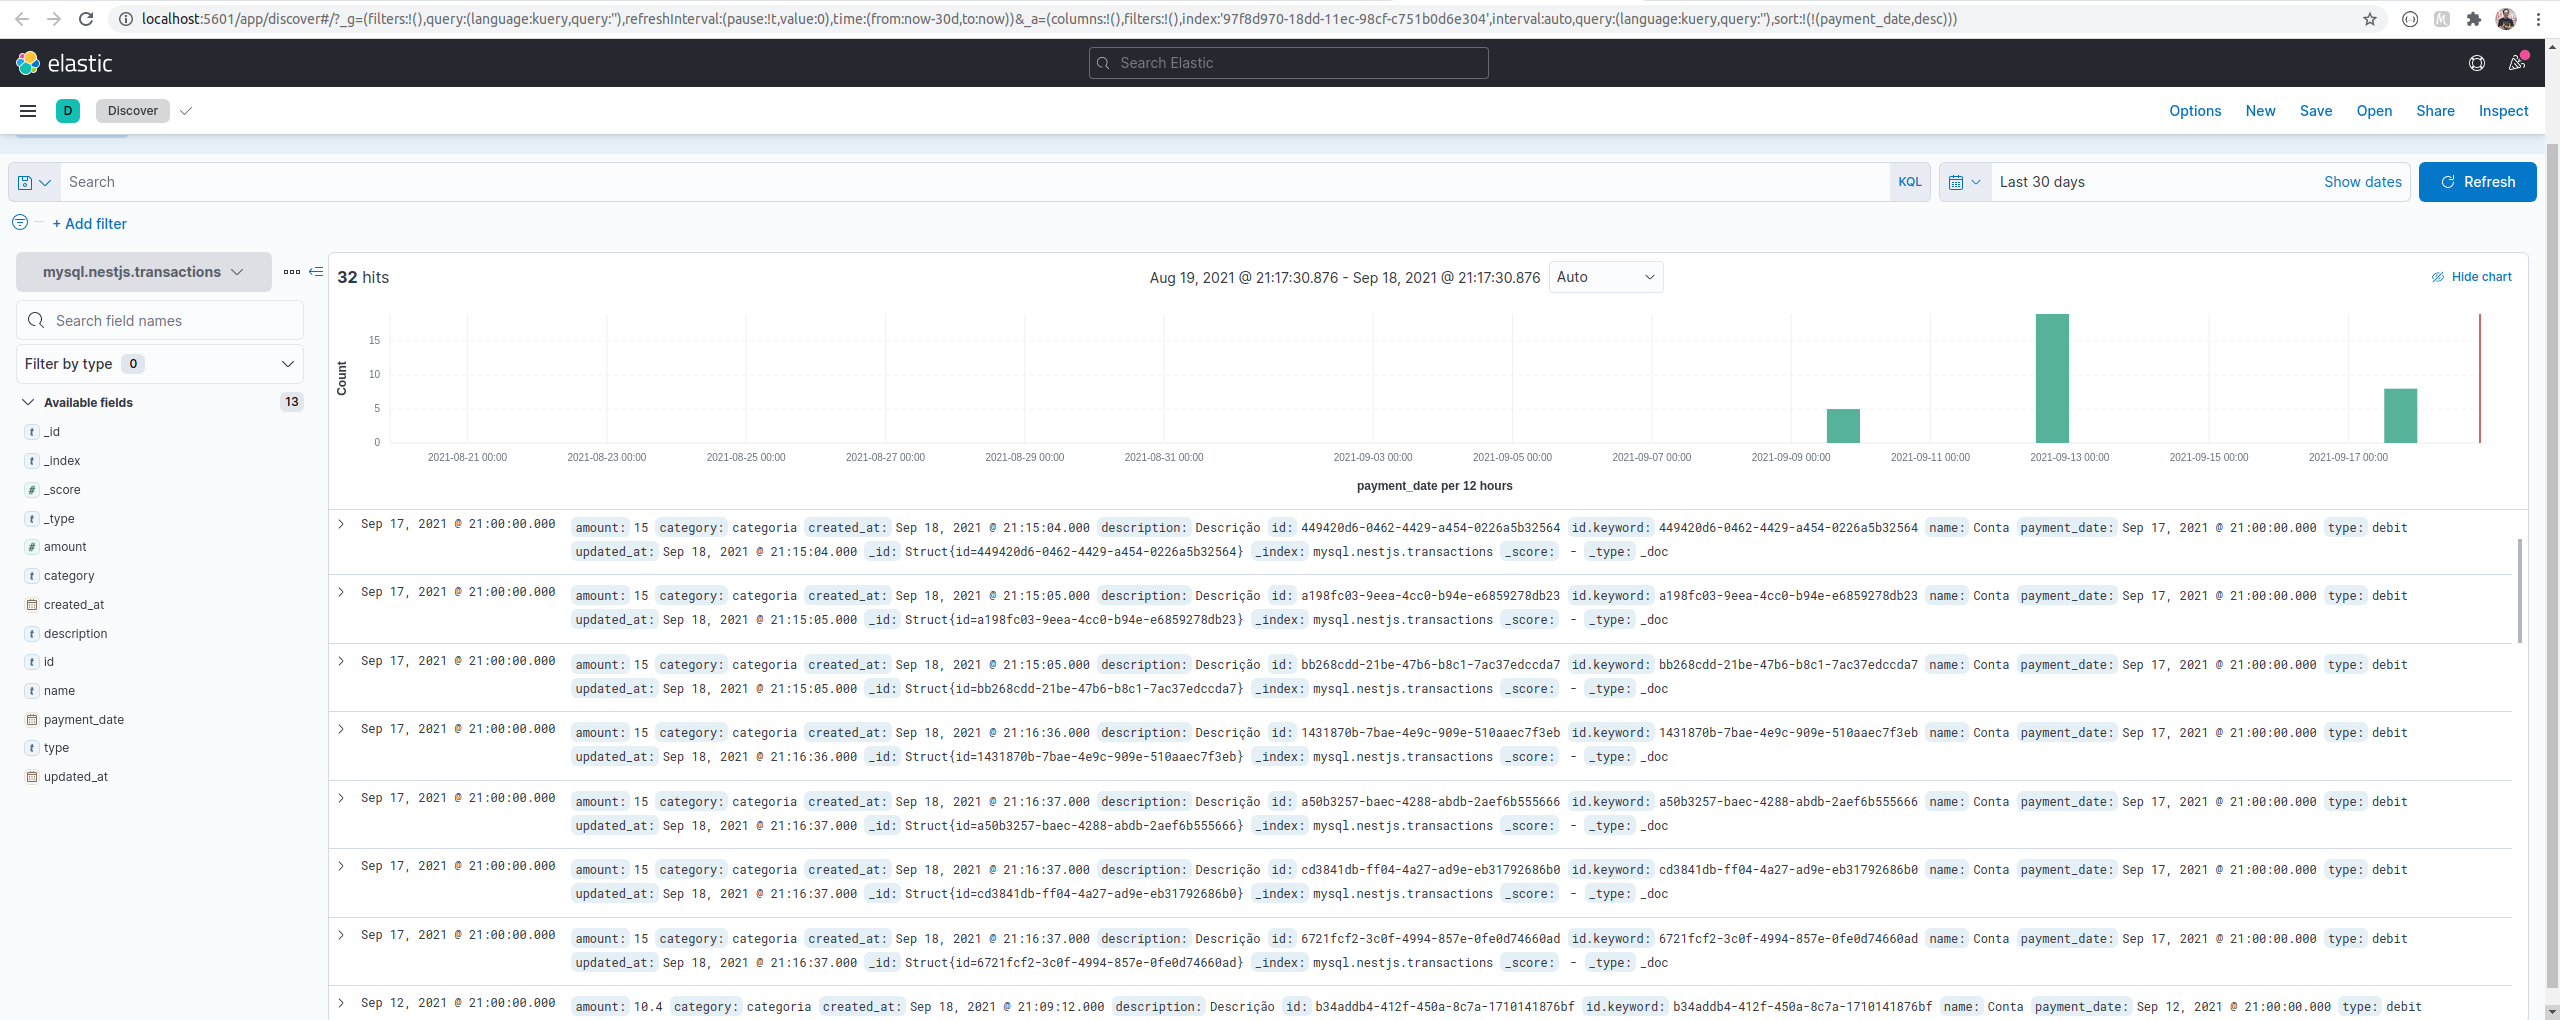 localhost:5601/app/discover#/?_g=(filters:!(),query:(language:kuery,query:''),refreshInterval:(pause:!t,value:0),time:(from:now-30d,to:now))&_a=(columns:!(),filters:!(),index:'97f8d970-18dd-11ec-98cf-c751b0d6e304',interval:auto,query:(language:kuery,query:''),sort:!(!(payment_date,desc)))
elastic
Search Elastic
D Discover Options New Save Open Share Inspect
Search KQL Last 30 days Show dates Refresh
+ Add filter
mysql.nestjs.transactions
Search field names
Filter by type 0
Available fields 13
t _id
t _index
# _score
t _type
# amount
t category
created_at
t description
t id
t name
payment_date
t type
updated_at
32 hits Aug 19, 2021 @ 21:17:30.876 - Sep 18, 2021 @ 21:17:30.876 Auto Hide chart
Count
15
10
5
0
2021-08-21 00:00 2021-08-23 00:00 2021-08-25 00:00 2021-08-27 00:00 2021-08-29 00:00 2021-08-31 00:00 2021-09-03 00:00 2021-09-05 00:00 2021-09-07 00:00 2021-09-09 00:00 2021-09-11 00:00 2021-09-13 00:00 2021-09-15 00:00 2021-09-17 00:00
payment_date per 12 hours
Sep 17, 2021 @ 21:00:00.000 amount: 15 category: categoria created_at: Sep 18, 2021 @ 21:15:04.000 description: Descrição id: 449420d6-0462-4429-a454-0226a5b32564 id.keyword: 449420d6-0462-4429-a454-0226a5b32564 name: Conta payment_date: Sep 17, 2021 @ 21:00:00.000 type: debit
updated_at: Sep 18, 2021 @ 21:15:04.000 _id: Struct{id=449420d6-0462-4429-a454-0226a5b32564} _index: mysql.nestjs.transactions _score: - _type: _doc
Sep 17, 2021 @ 21:00:00.000 amount: 15 category: categoria created_at: Sep 18, 2021 @ 21:15:05.000 description: Descrição id: a198fc03-9eea-4cc0-b94e-e6859278db23 id.keyword: a198fc03-9eea-4cc0-b94e-e6859278db23 name: Conta payment_date: Sep 17, 2021 @ 21:00:00.000 type: debit
updated_at: Sep 18, 2021 @ 21:15:05.000 _id: Struct{id=a198fc03-9eea-4cc0-b94e-e6859278db23} _index: mysql.nestjs.transactions _score: - _type: _doc
Sep 17, 2021 @ 21:00:00.000 amount: 15 category: categoria created_at: Sep 18, 2021 @ 21:15:05.000 description: Descrição id: bb268cdd-21be-47b6-b8c1-7ac37edccda7 id.keyword: bb268cdd-21be-47b6-b8c1-7ac37edccda7 name: Conta payment_date: Sep 17, 2021 @ 21:00:00.000 type: debit
updated_at: Sep 18, 2021 @ 21:15:05.000 _id: Struct{id=bb268cdd-21be-47b6-b8c1-7ac37edccda7} _index: mysql.nestjs.transactions _score: - _type: _doc
Sep 17, 2021 @ 21:00:00.000 amount: 15 category: categoria created_at: Sep 18, 2021 @ 21:16:36.000 description: Descrição id: 1431870b-7bae-4e9c-909e-510aaec7f3eb id.keyword: 1431870b-7bae-4e9c-909e-510aaec7f3eb name: Conta payment_date: Sep 17, 2021 @ 21:00:00.000 type: debit
updated_at: Sep 18, 2021 @ 21:16:36.000 _id: Struct{id=1431870b-7bae-4e9c-909e-510aaec7f3eb} _index: mysql.nestjs.transactions _score: - _type: _doc
Sep 17, 2021 @ 21:00:00.000 amount: 15 category: categoria created_at: Sep 18, 2021 @ 21:16:37.000 description: Descrição id: a50b3257-baec-4288-abdb-2aef6b555666 id.keyword: a50b3257-baec-4288-abdb-2aef6b555666 name: Conta payment_date: Sep 17, 2021 @ 21:00:00.000 type: debit
updated_at: Sep 18, 2021 @ 21:16:37.000 _id: Struct{id=a50b3257-baec-4288-abdb-2aef6b555666} _index: mysql.nestjs.transactions _score: - _type: _doc
Sep 17, 2021 @ 21:00:00.000 amount: 15 category: categoria created_at: Sep 18, 2021 @ 21:16:37.000 description: Descrição id: cd3841db-ff04-4a27-ad9e-eb31792686b0 id.keyword: cd3841db-ff04-4a27-ad9e-eb31792686b0 name: Conta payment_date: Sep 17, 2021 @ 21:00:00.000 type: debit
updated_at: Sep 18, 2021 @ 21:16:37.000 _id: Struct{id=cd3841db-ff04-4a27-ad9e-eb31792686b0} _index: mysql.nestjs.transactions _score: - _type: _doc
Sep 17, 2021 @ 21:00:00.000 amount: 15 category: categoria created_at: Sep 18, 2021 @ 21:16:37.000 description: Descrição id: 6721fcf2-3c0f-4994-857e-0fe0d74660ad id.keyword: 6721fcf2-3c0f-4994-857e-0fe0d74660ad name: Conta payment_date: Sep 17, 2021 @ 21:00:00.000 type: debit
updated_at: Sep 18, 2021 @ 21:16:37.000 _id: Struct{id=6721fcf2-3c0f-4994-857e-0fe0d74660ad} _index: mysql.nestjs.transactions _score: - _type: _doc
Sep 12, 2021 @ 21:00:00.000 amount: 10.4 category: categoria created_at: Sep 18, 2021 @ 21:09:12.000 description: Descrição id: b34addb4-412f-450a-8c7a-1710141876bf id.keyword: b34addb4-412f-450a-8c7a-1710141876bf name: Conta payment_date: Sep 12, 2021 @ 21:00:00.000 type: debit